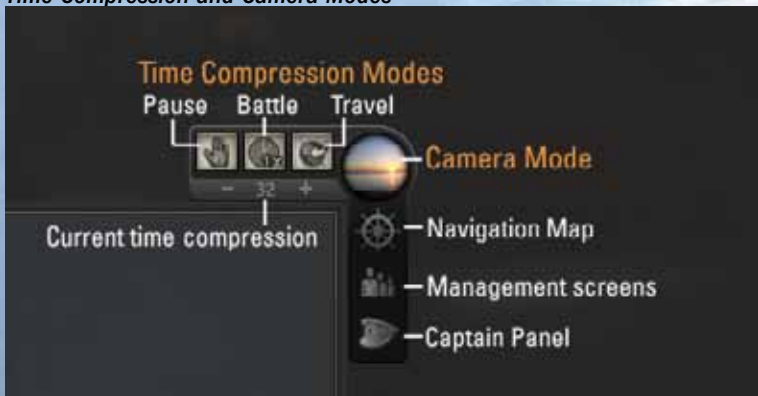 Time Compression and Camera Modes
Time Compression Modes
Pause Battle Travel
1x
Camera Mode
- 32 +
Current time compression
Navigation Map
Management screens
Captain Panel